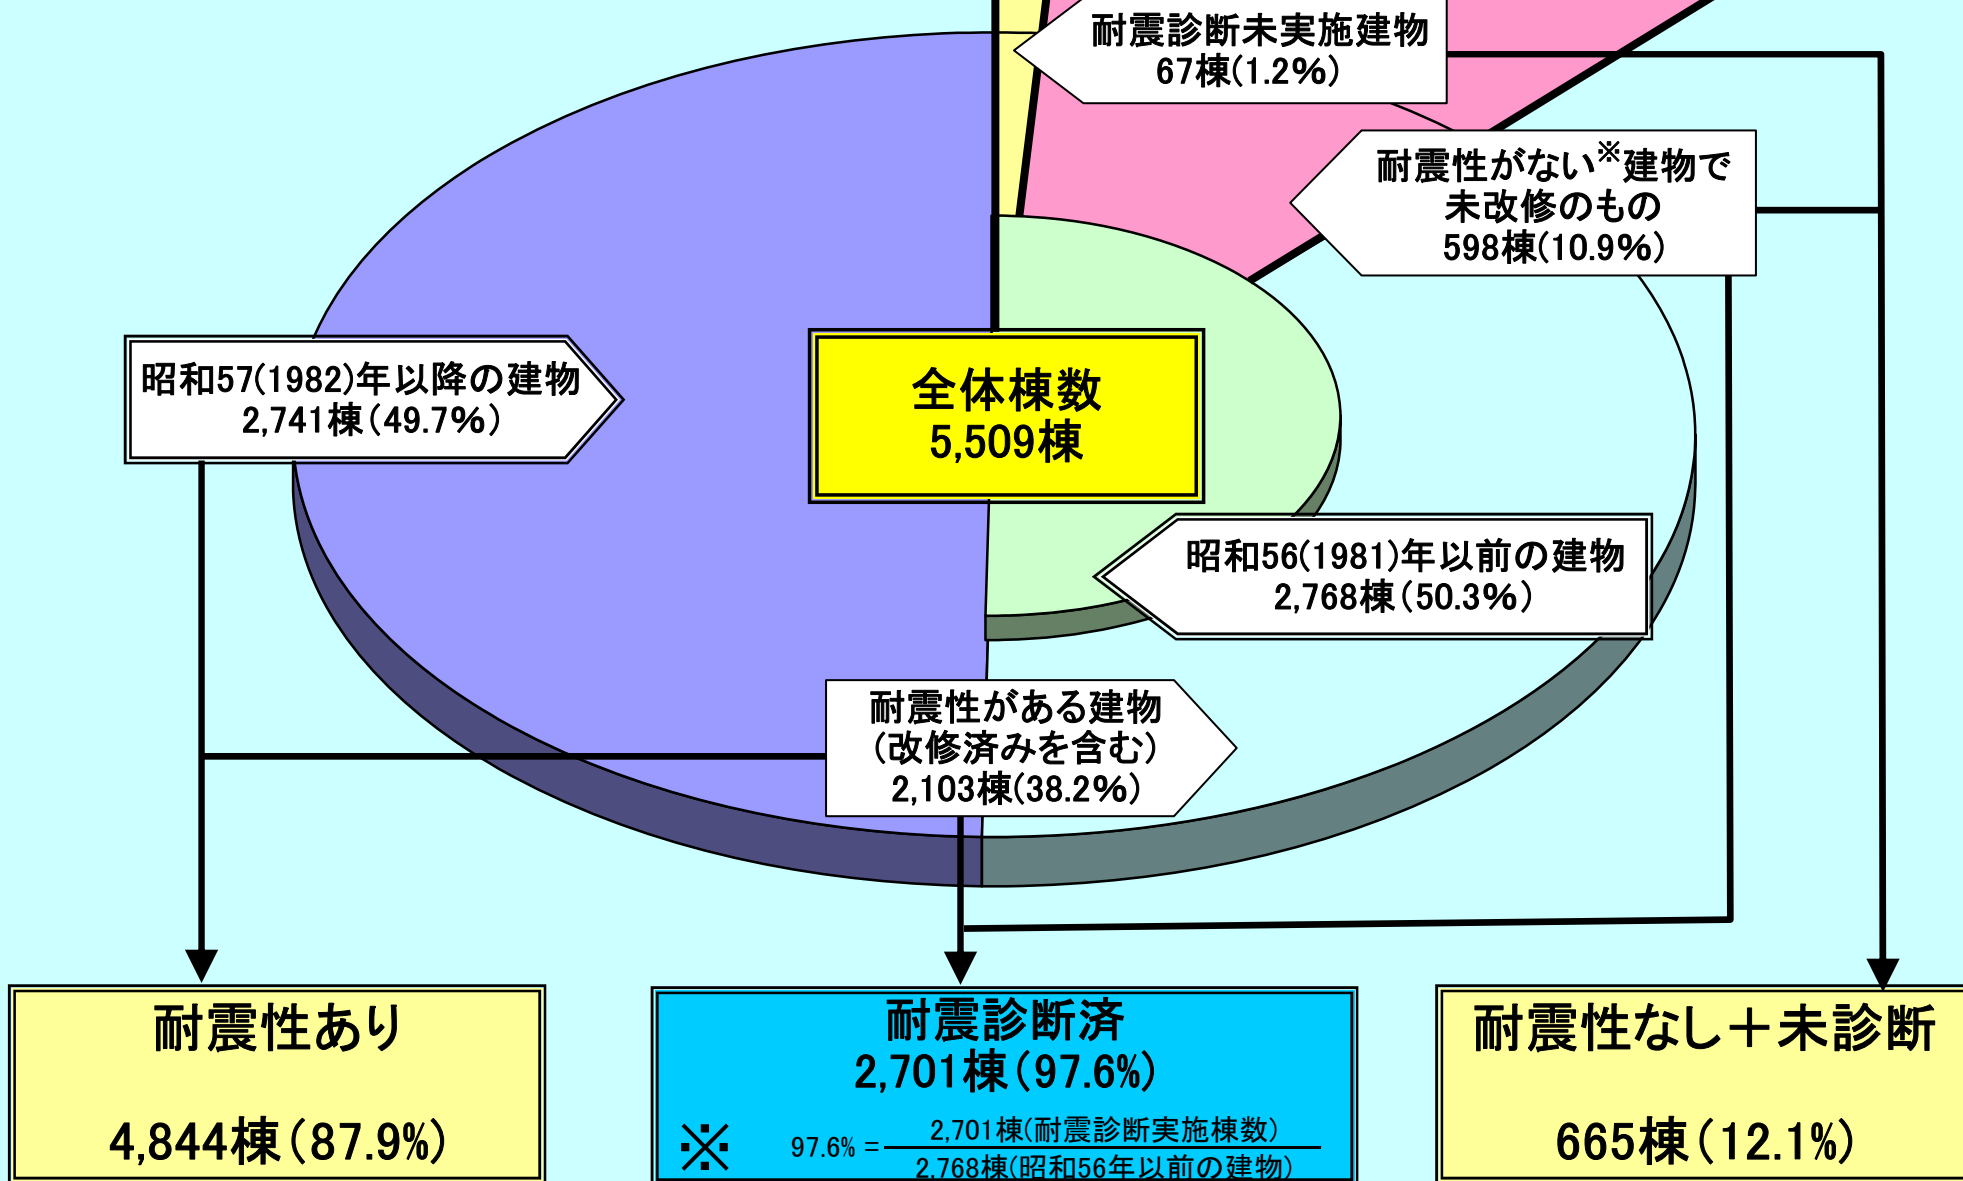 耐震診断未実施建物
67棟(1.2%)
耐震性がない※建物で
未改修のもの
598棟(10.9%)
昭和57(1982)年以降の建物
2,741棟(49.7%)
全体棟数
5,509棟
昭和56(1981)年以前の建物
2,768棟(50.3%)
耐震性がある建物
(改修済みを含む)
2,103棟(38.2%)
耐震性あり
4,844棟(87.9%)
耐震診断済
2,701棟(97.6%)
※ 97.6% = 2,701棟(耐震診断実施棟数)
2,768棟(昭和56年以前の建物)
耐震性なし＋未診断
665棟(12.1%)